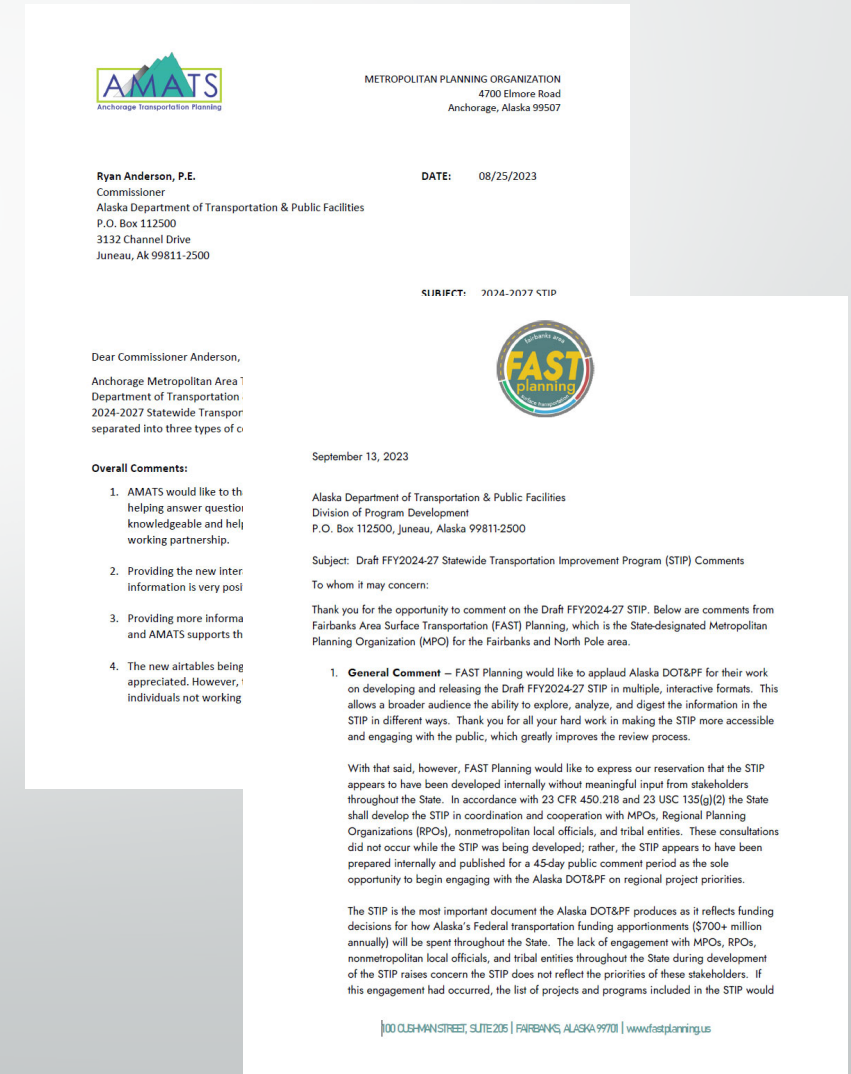 AMATS
Anchorage Transportation Planning
METROPOLITAN PLANNING ORGANIZATION
4700 Elmore Road
Anchorage, Alaska 99507
Ryan Anderson, P.E.
Commissioner
Alaska Department of Transportation & Public Facilities
P.O. Box 112500
3132 Channel Drive
Juneau, Ak 99811-2500
DATE: 08/25/2023
SUBJECT: 2024-2027 STIP
Dear Commissioner Anderson,
Anchorage Metropolitan Area
Department of Transportation
2024-2027 Statewide
separated into three types of
Overall Comments:
1. AMATS would like to
helping answer
knowledgeable and
working partnership.
2. Providing the new
information is very
3. Providing more
and AMATS supports
4. The new airtables being
appreciated. However,
individuals not working
fairbanks area
FAST
planning
surface transportation
September 13, 2023
Alaska Department of Transportation & Public Facilities
Division of Program Development
P.O. Box 112500, Juneau, Alaska 99811-2500
Subject: Draft FFY2024-27 Statewide Transportation Improvement Program (STIP) Comments
To whom it may concern:
Thank you for the opportunity to comment on the Draft FFY2024-27 STIP. Below are comments from
Fairbanks Area Surface Transportation (FAST) Planning, which is the State-designated Metropolitan
Planning Organization (MPO) for the Fairbanks and North Pole area.
1. General Comment – FAST Planning would like to applaud Alaska DOT&PF for their work
on developing and releasing the Draft FFY2024-27 STIP in multiple, interactive formats. This
allows a broader audience the ability to explore, analyze, and digest the information in the
STIP in different ways. Thank you for all your hard work in making the STIP more accessible
and engaging with the public, which greatly improves the review process.
With that said, however, FAST Planning would like to express our reservation that the STIP
appears to have been developed internally without meaningful input from stakeholders
throughout the State. In accordance with 23 CFR 450.218 and 23 USC 135(g)(2) the State
shall develop the STIP in coordination and cooperation with MPOs, Regional Planning
Organizations (RPOs), nonmetropolitan local officials, and tribal entities. These consultations
did not occur while the STIP was being developed; rather, the STIP appears to have been
prepared internally and published for a 45-day public comment period as the sole
opportunity to begin engaging with the Alaska DOT&PF on regional project priorities.
The STIP is the most important document the Alaska DOT&PF produces as it reflects funding
decisions for how Alaska's Federal transportation funding apportionments ($700+ million
annually) will be spent throughout the State. The lack of engagement with MPOs, RPOs,
nonmetropolitan local officials, and tribal entities throughout the State during development
of the STIP raises concern the STIP does not reflect the priorities of these stakeholders. If
this engagement had occurred, the list of projects and programs included in the STIP would
100 CUSHMAN STREET, SUITE 205 | FAIRBANKS, ALASKA 99701 | www.fastplanning.us